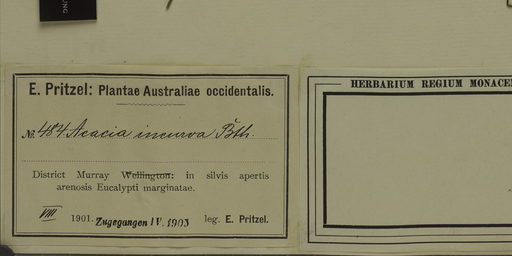 E. Pritzel: Plantae Australiae occidentalis.
HERBARIUM REGIUM
No. 484 Acacia incurva Bth.
District Murray Wellington: in silvis apertis
arenosis Eucalypti marginatae.
VIII 1901. Zugegangen IV. 1903 leg. E. Pritzel.